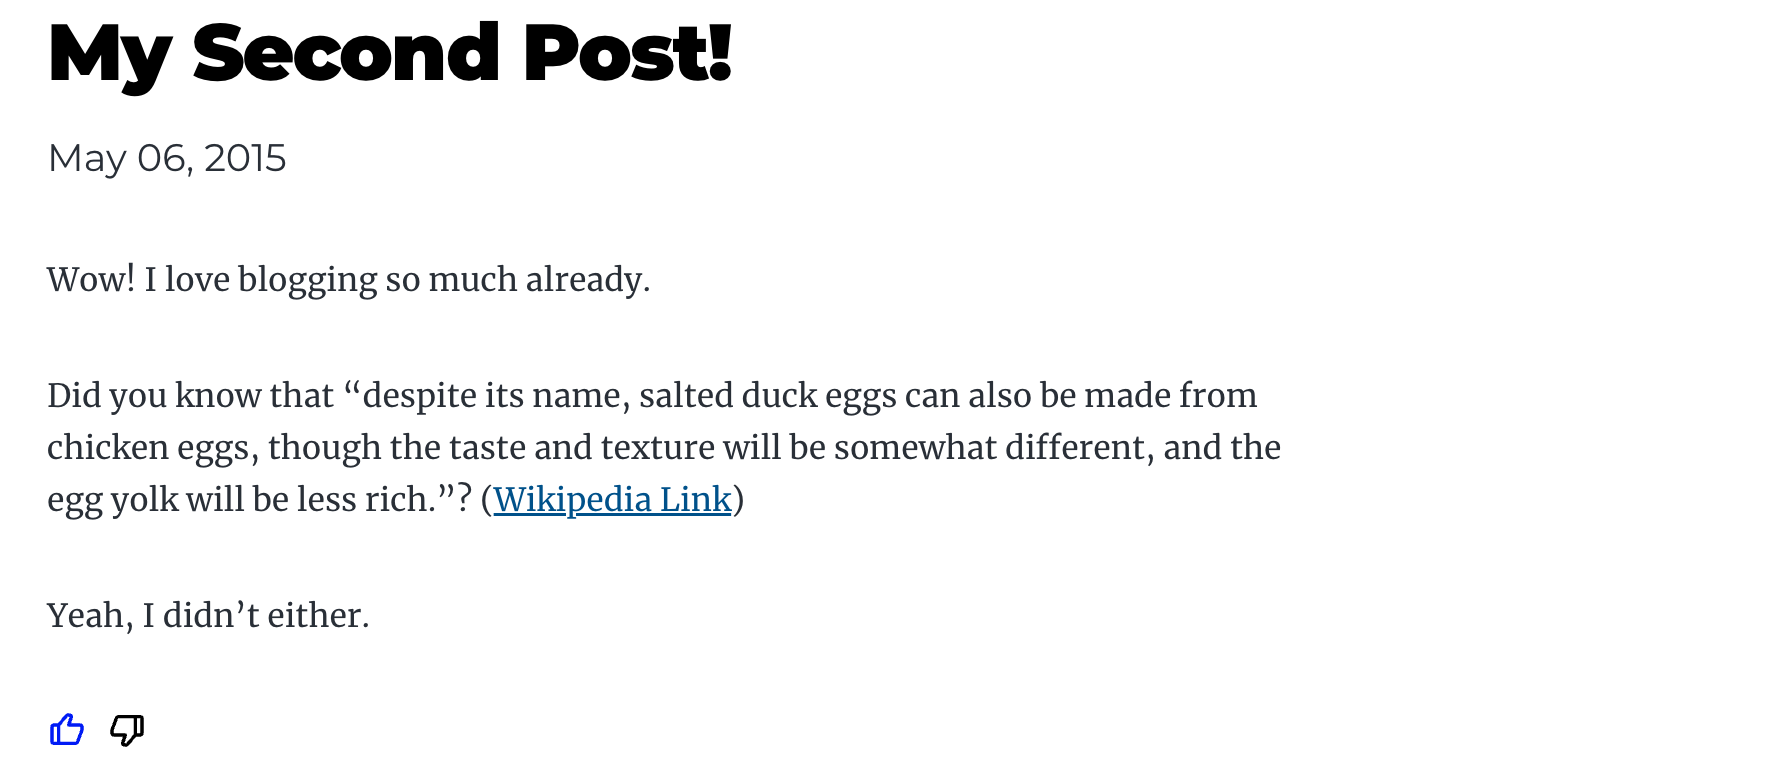 My Second Post!
May 06, 2015
Wow! I love blogging so much already.
Did you know that “despite its name, salted duck eggs can also be made from
chicken eggs, though the taste and texture will be somewhat different, and the
egg yolk will be less rich.”? (Wikipedia Link)
Yeah, I didn’t either.